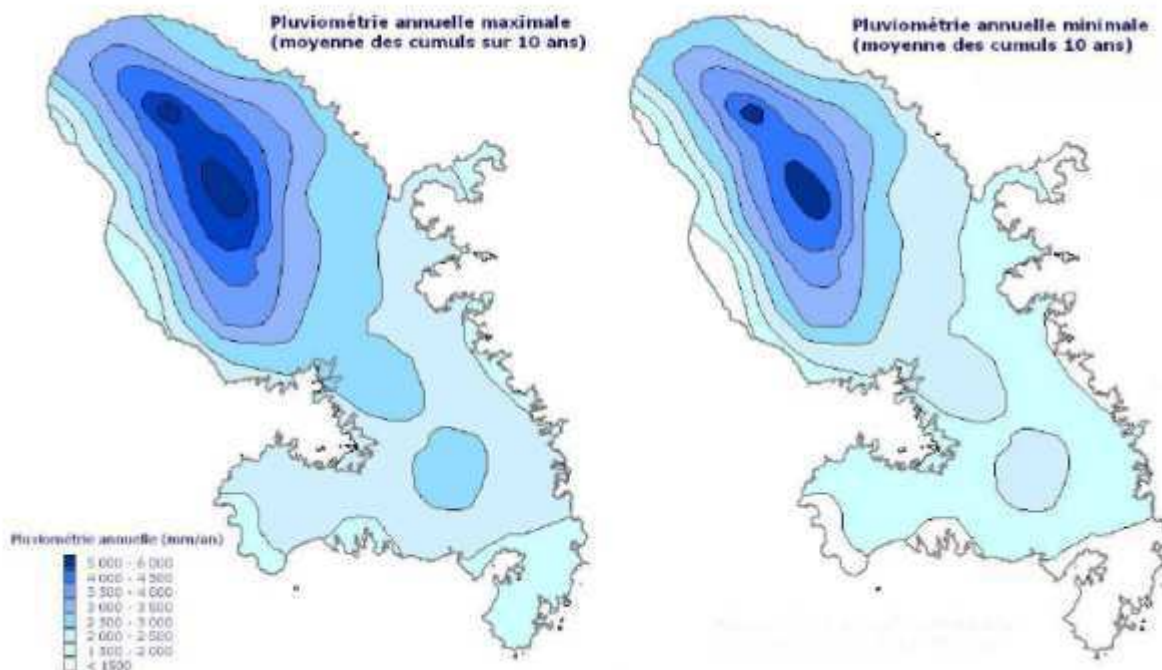 Pluviométrie annuelle maximale
(moyenne des cumuls sur 10 ans)
Pluviométrie annuelle minimale
(moyenne des cumuls 10 ans)
Pluviométrie annuelle (mm/an)
5 000 - 6 000
4 000 - 4 500
3 500 - 4 000
3 000 - 3 500
2 500 - 3 000
2 000 - 2 500
1 500 - 2 000
< 1500